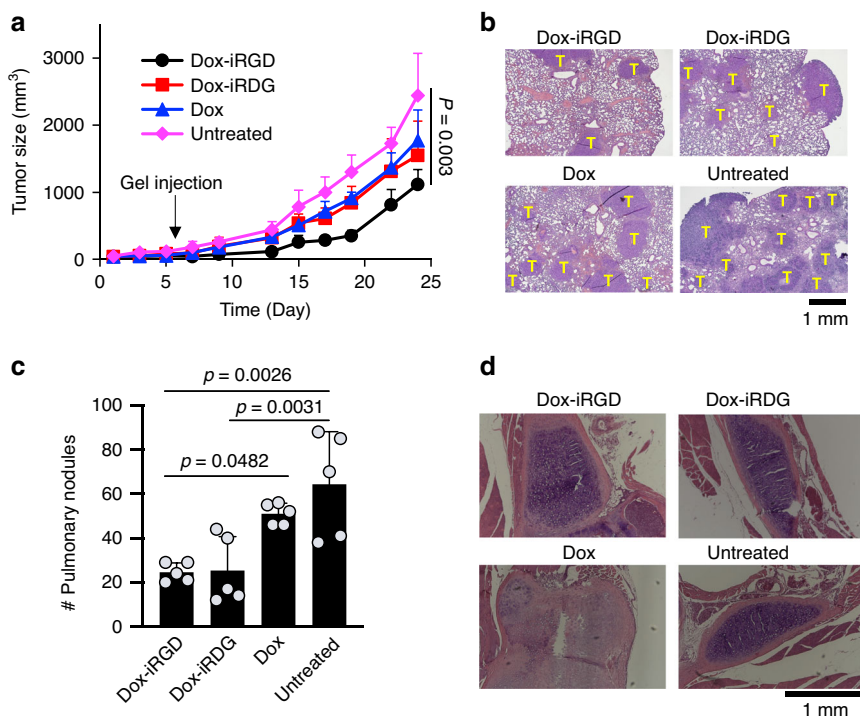 a
3000
2000
1000
0
Tumor size (mm³)
Dox-iRGD
Dox-iRDG
Dox
Untreated
Gel injection
P = 0.003
0 5 10 15 20 25
Time (Day)
b
Dox-iRGD Dox-iRDG
T T T
T T T T T T T
Dox Untreated
T T T T T T T T T
T T T T T T T T T T
1 mm
c
p = 0.0026
p = 0.0031
p = 0.0482
100
80
60
40
20
0
# Pulmonary nodules
Dox-iRGD
Dox-iRDG
Dox
Untreated
d
Dox-iRGD Dox-iRDG
Dox Untreated
1 mm